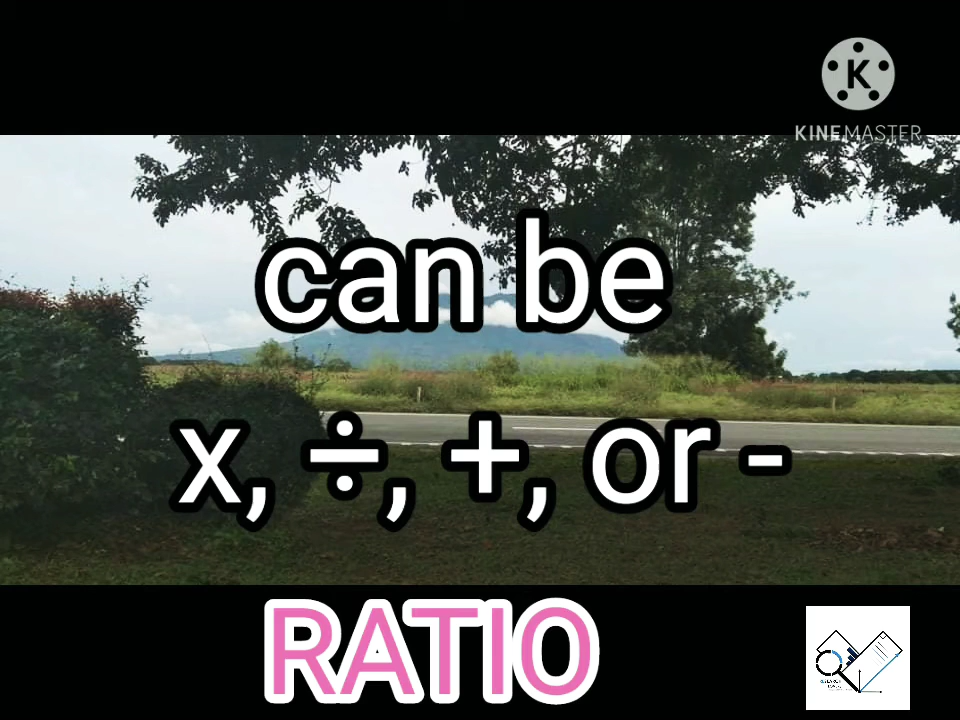 K
KINEMASTER
can be
x, ÷, +, or -
RATIO